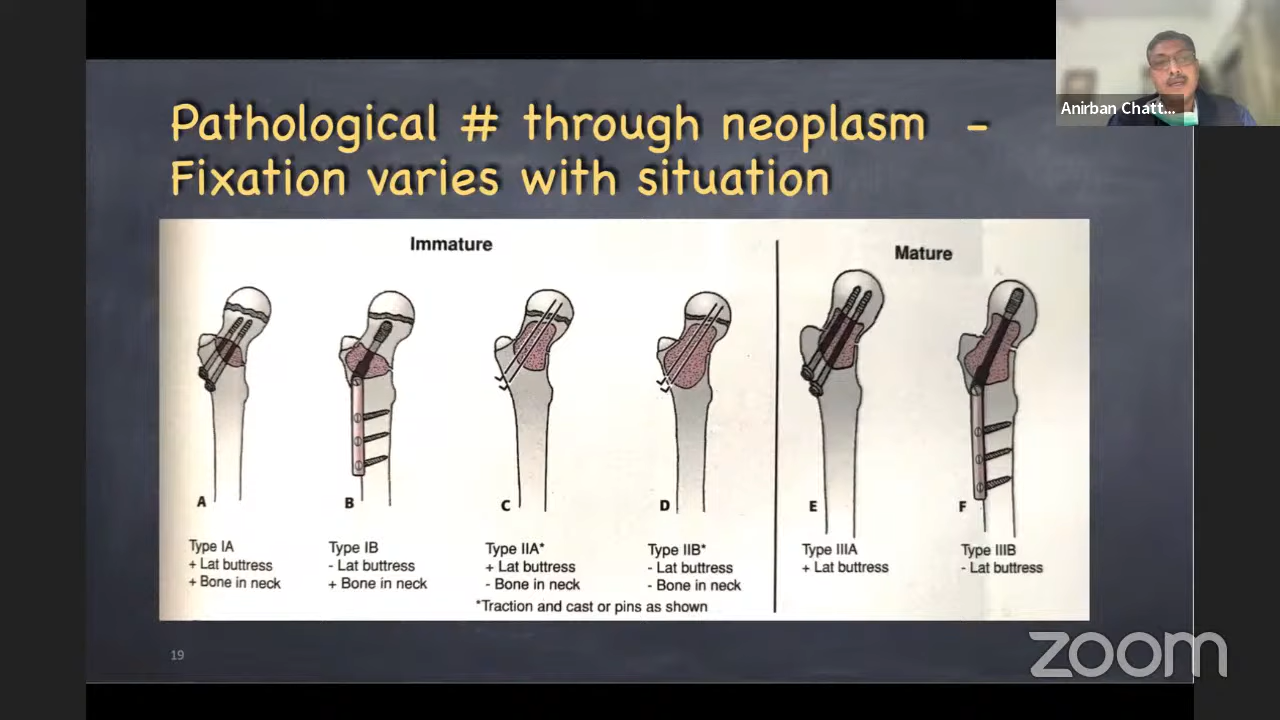 Anirban Chatt...
Pathological # through neoplasm -
Fixation varies with situation
Immature
Mature
A
B
C
D
E
F
Type IA
+ Lat buttress
+ Bone in neck
Type IB
- Lat buttress
+ Bone in neck
Type IIA*
+ Lat buttress
- Bone in neck
Type IIB*
- Lat buttress
- Bone in neck
*Traction and cast or pins as shown
Type IIIA
+ Lat buttress
Type IIIB
- Lat buttress
19
zoom